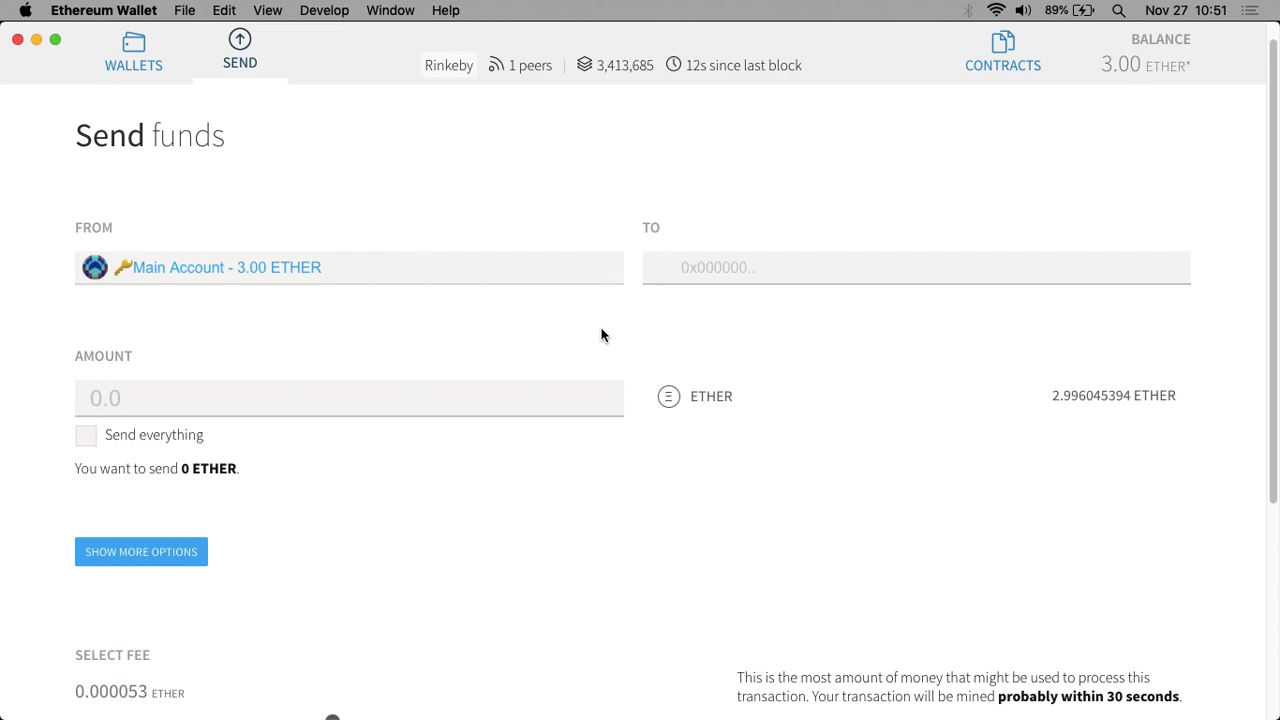 Ethereum Wallet File Edit View Develop Window Help 89% Nov 27 10:51
WALLETS SEND Rinkeby 1 peers 3,413,685 12s since last block CONTRACTS BALANCE
3.00 ETHER*
Send funds
FROM TO
Main Account - 3.00 ETHER 0x000000..
AMOUNT
0.0 ETHER 2.996045394 ETHER
Send everything
You want to send 0 ETHER.
SHOW MORE OPTIONS
SELECT FEE
0.000053 ETHER
This is the most amount of money that might be used to process this
transaction. Your transaction will be mined probably within 30 seconds.